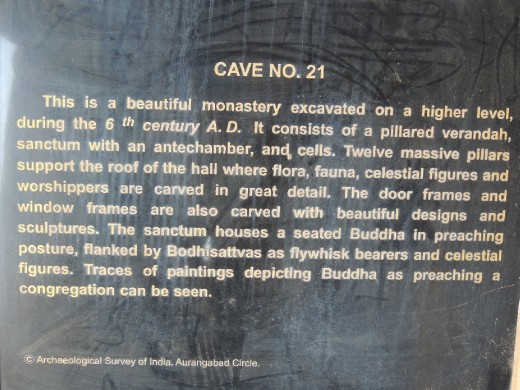 CAVE NO. 21
This is a beautiful monastery excavated on a higher level,
during the 6 th century A. D. It consists of a pillared verandah,
sanctum with an antechamber, and cells. Twelve massive pillars
support the roof of the hall where flora, fauna, celestial figures and
worshippers are carved in great detail. The door frames and
window frames are also carved with beautiful designs and
sculptures. The sanctum houses a seated Buddha in preaching
posture, flanked by Bodhisattvas as flywhisk bearers and celestial
figures. Traces of paintings depicting Buddha as preaching a
congregation can be seen.
© Archaeological Survey of India, Aurangabad Circle.